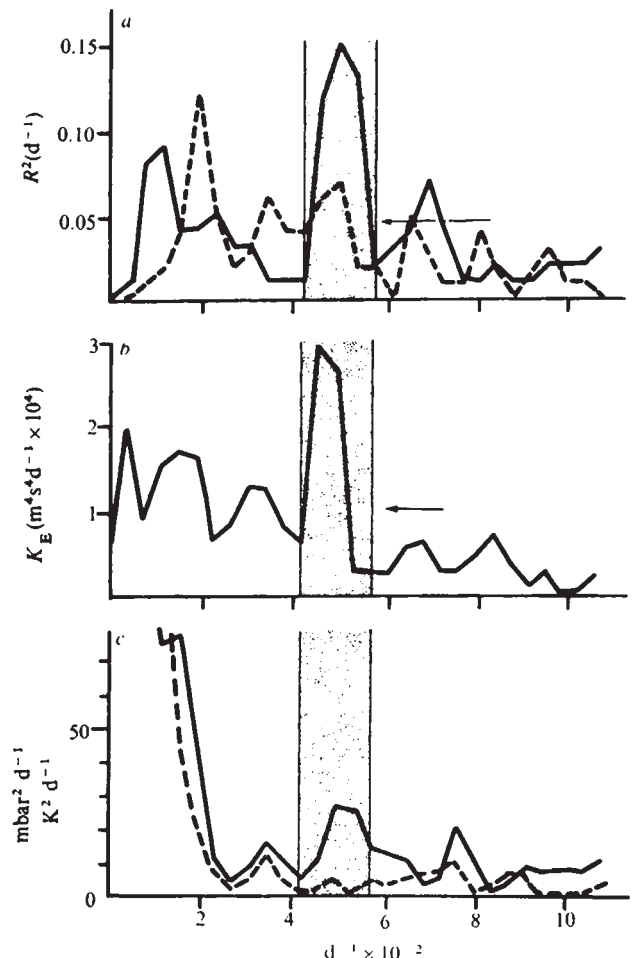 a
0.15
0.10
0.05
R²(d⁻¹)
b
3
2
1
K_E (m⁴s⁴d⁻¹ × 10⁴)
c
50
0
mbar² d⁻¹
K² d⁻¹
2 4 6 8 10
d⁻¹ × 10⁻²